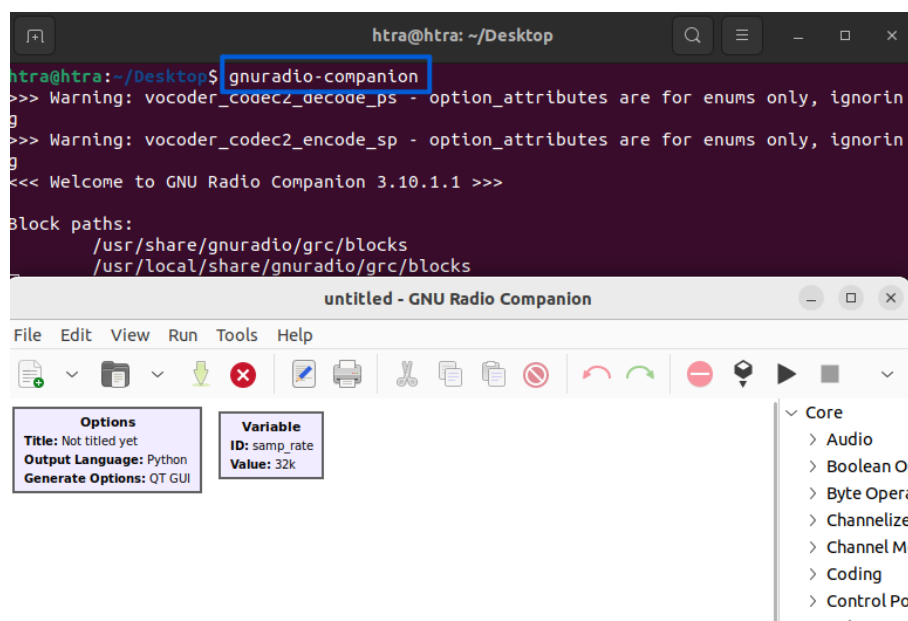 htra@htra: ~/Desktop
htra@htra:~/Desktop$ gnuradio-companion
>>> Warning: vocoder_codec2_decode_ps - option_attributes are for enums only, ignorin
g
>>> Warning: vocoder_codec2_encode_sp - option_attributes are for enums only, ignorin
g
<<< Welcome to GNU Radio Companion 3.10.1.1 >>>
Block paths:
/usr/share/gnuradio/grc/blocks
/usr/local/share/gnuradio/grc/blocks
untitled - GNU Radio Companion
File Edit View Run Tools Help
Options
Title: Not titled yet
Output Language: Python
Generate Options: QT GUI
Variable
ID: samp_rate
Value: 32k
Core
Audio
Boolean O
Byte Opera
Channelize
Channel M
Coding
Control Po